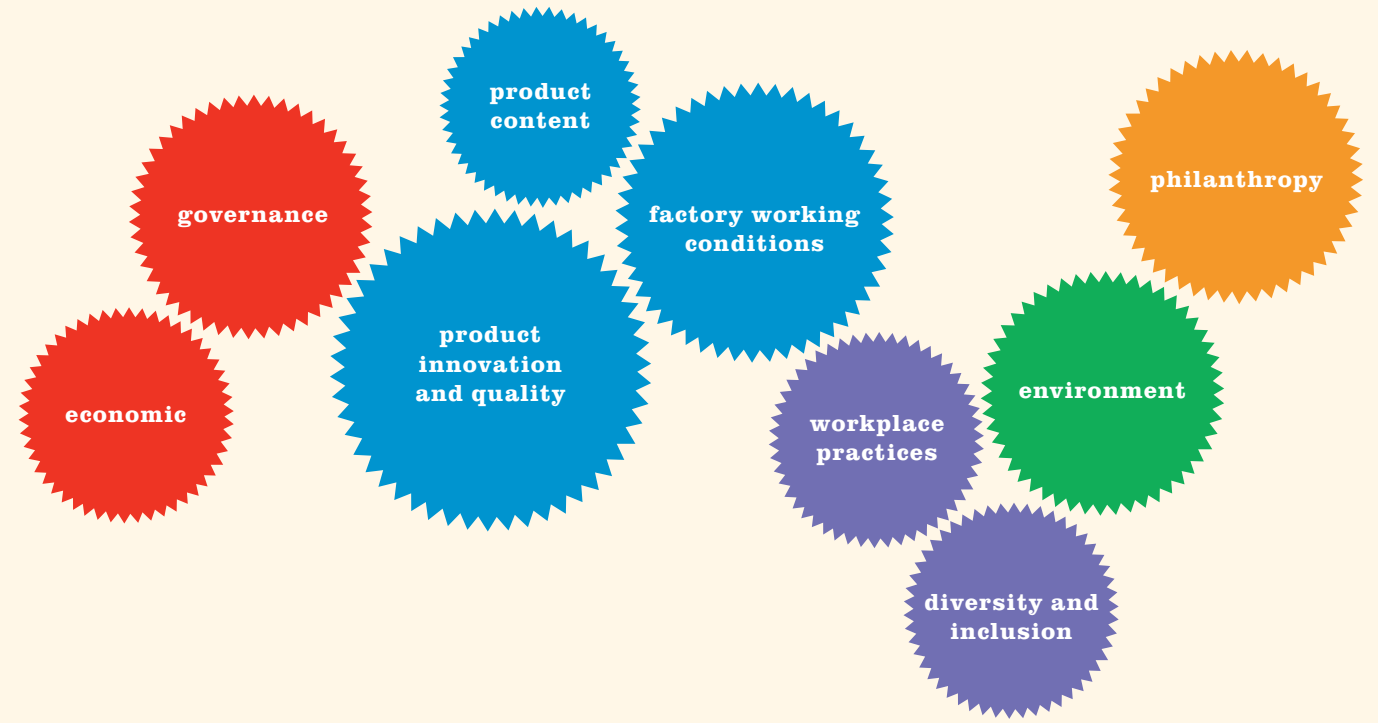 product
content
governance
factory working
conditions
philanthropy
product
innovation
and quality
economic
workplace
practices
environment
diversity and
inclusion